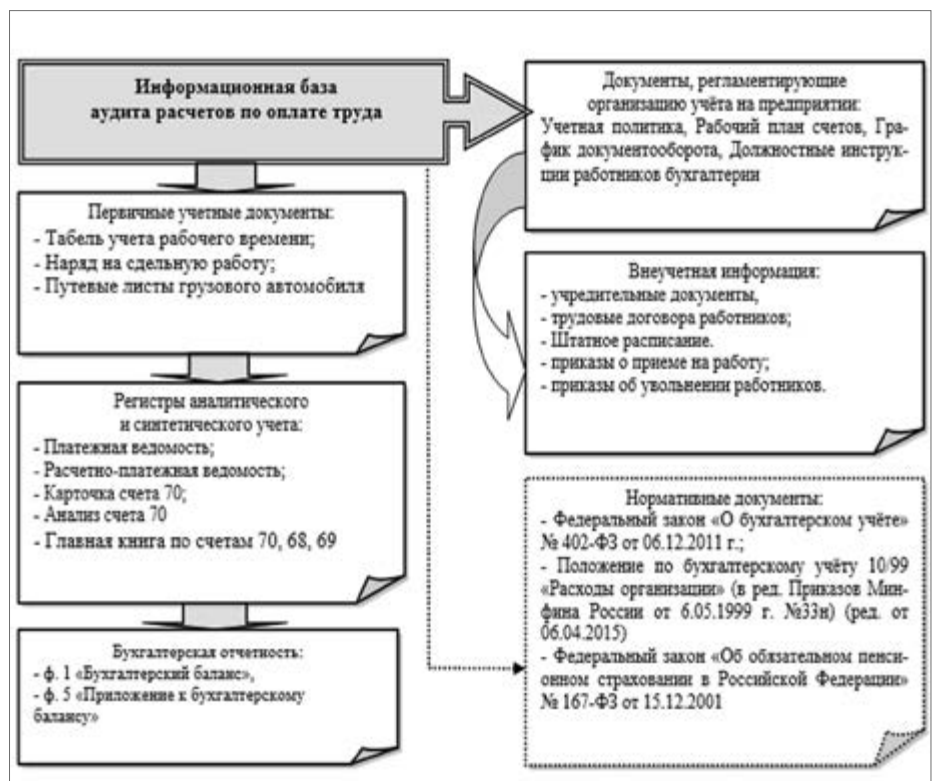 Информационная база
аудита расчетов по оплате труда
Первичные учетные документы:
- Табель учета рабочего времени;
- Наряд на сдельную работу;
- Путевые листы грузового автомобиля
Регистры аналитического
и синтетического учета:
- Платежная ведомость;
- Расчетно-платежная ведомость;
- Карточка счета 70;
- Анализ счета 70
- Главная книга по счетам 70, 68, 69
Бухгалтерская отчетность:
- ф. 1 «Бухгалтерский баланс»,
- ф. 5 «Приложение к бухгалтерскому
балансу»
Документы, регламентирующие
организацию учёта на предприятии:
Учетная политика, Рабочий план счетов, Гра-
фик документооборота, Должностные инструк-
ции работников бухгалтерии
Внеучетная информация:
- учредительные документы,
- трудовые договора работников;
- Штатное расписание.
- приказы о приеме на работу;
- приказы об увольнении работников.
Нормативные документы:
- Федеральный закон «О бухгалтерском учёте»
№ 402-ФЗ от 06.12.2011 г.;
- Положение по бухгалтерскому учёту 10/99
«Расходы организации» (в ред. Приказов Мин-
фина России от 6.05.1999 г. №33н) (ред. от
06.04.2015)
- Федеральный закон «Об обязательном пенси-
онном страховании в Российской Федерации»
№ 167-ФЗ от 15.12.2001